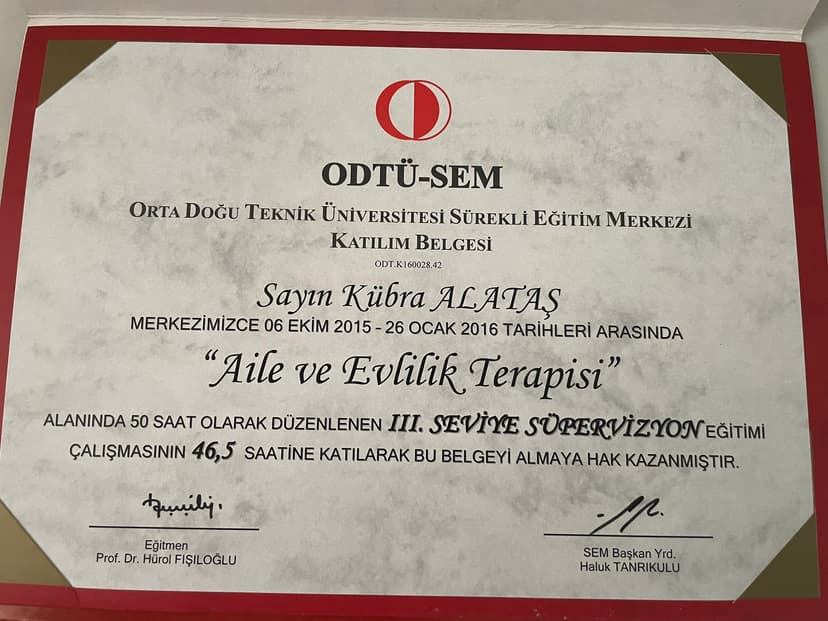 ODTÜ-SEM
ORTA DOĞU TEKNİK ÜNİVERSİTESİ SÜREKLİ EĞİTİM MERKEZİ
KATILIM BELGESİ
ODT.K160028.42
Sayın Kübra ALATAŞ
MERKEZİMİZCE 06 EKİM 2015 - 26 OCAK 2016 TARİHLERİ ARASINDA
“Aile ve Evlilik Terapisi”
ALANINDA 50 SAAT OLARAK DÜZENLENEN III. SEVİYE SÜPERVİZYON EĞİTİMİ
ÇALIŞMASININ 46,5 SAATİNE KATILARAK BU BELGEYİ ALMAYA HAK KAZANMIŞTIR.
Eğitmen
Prof. Dr. Hürol FIŞILOĞLU
SEM Başkan Yrd.
Haluk TANRIKULU